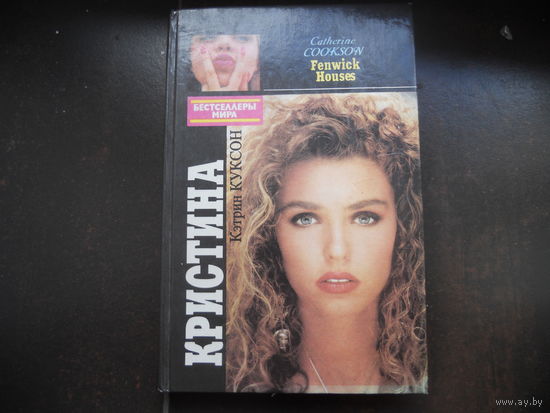 Catherine
COOKSON
Fenwick
Houses
БЕСТСЕЛЛЕРЫ
МИРА
КРИСТИНА
Кэтрин КУКСОН
www.ay.by